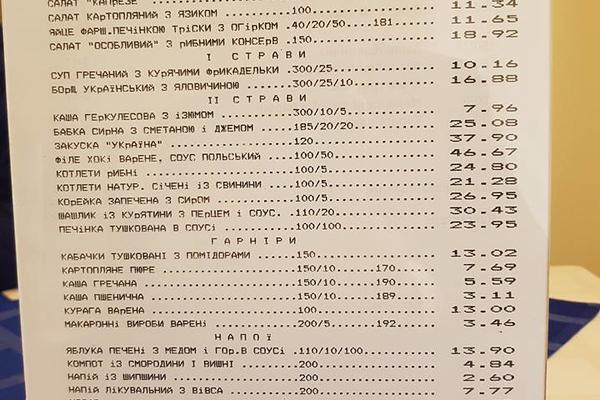 САЛАТ "КАПРЕЗЕ"
САЛАТ КАРТОПЛЯНИЙ З ЯЗИКОМ .....100................... 11.34
ЯЙЦЕ ФАРШ.ПЕЧІНКОЮ ТРІСКИ З ОГІРКОМ .40/20/50....181....... 11.65
САЛАТ "ОСОБЛИВИЙ" З РИБНИМИ КОНСЕРВ .150................... 18.92
І СТРАВИ
СУП ГРЕЧАНИЙ З КУРЯЧИМИ ФРИКАДЕЛЬКИ .300/25................ 10.16
БОРЩ УКРАЇНСЬКИЙ З ЯЛОВИЧИНОЮ ......300/25/10............. 16.88
ІІ СТРАВИ
КАША ГЕРКУЛЕСОВА З ІЗЮМОМ ..........300/10/5.............. 7.96
БАБКА СИРНА З СМЕТАНОЮ І ДЖЕМОМ ....185/20/20............. 25.08
ЗАКУСКА "УКРАЇНА" ..................120................... 37.90
ФІЛЕ ХОКІ ВАРЕНЕ, СОУС ПОЛЬСЬКИЙ ...100/50................ 46.67
КОТЛЕТИ РИБНІ ......................100/5................. 24.80
КОТЛЕТИ НАТУР. СІЧЕНІ ІЗ СВИНИНИ ...100/5................. 21.28
КОРЕЙКА ЗАПЕЧЕНА З СИРОМ ...........100/5................. 26.95
ШАШЛИК ІЗ КУРЯТИНИ З ПЕРЦЕМ І СОУС. .110/20................ 30.43
ПЕЧІНКА ТУШКОВАНА В СОУСІ ..........100/100............... 23.95
ГАРНІРИ
КАБАЧКИ ТУШКОВАНІ З ПОМІДОРАМИ .....150................... 13.02
КАРТОПЛЯНЕ ПЮРЕ ....................150/10......170....... 7.69
КАША ГРЕЧАНА .......................150/10......190....... 5.59
КАША ПШЕНИЧНА ......................150/10......189....... 3.11
КУРАГА ВАРЕНА ......................100................... 13.00
МАКАРОННІ ВИРОБИ ВАРЕНІ ............200/5.......192....... 3.46
НАПОЇ
ЯБЛУКА ПЕЧЕНІ З МЕДОМ І ГОР.В СОУСІ .110/10/100............ 13.90
КОМПОТ ІЗ СМОРОДИНИ І ВИШНІ ........200................... 4.84
НАПІЙ ІЗ ШИПШИНИ ...................200................... 2.60
НАПІЙ ЛІКУВАЛЬНИЙ З ВІВСА ..........200................... 7.77